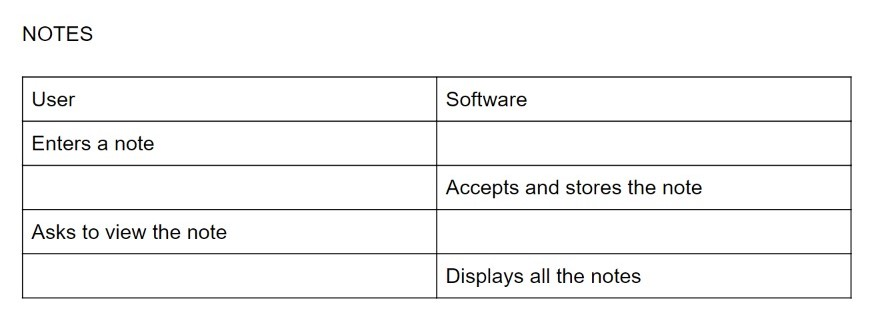 NOTES
User Software
Enters a note
Accepts and stores the note
Asks to view the note
Displays all the notes